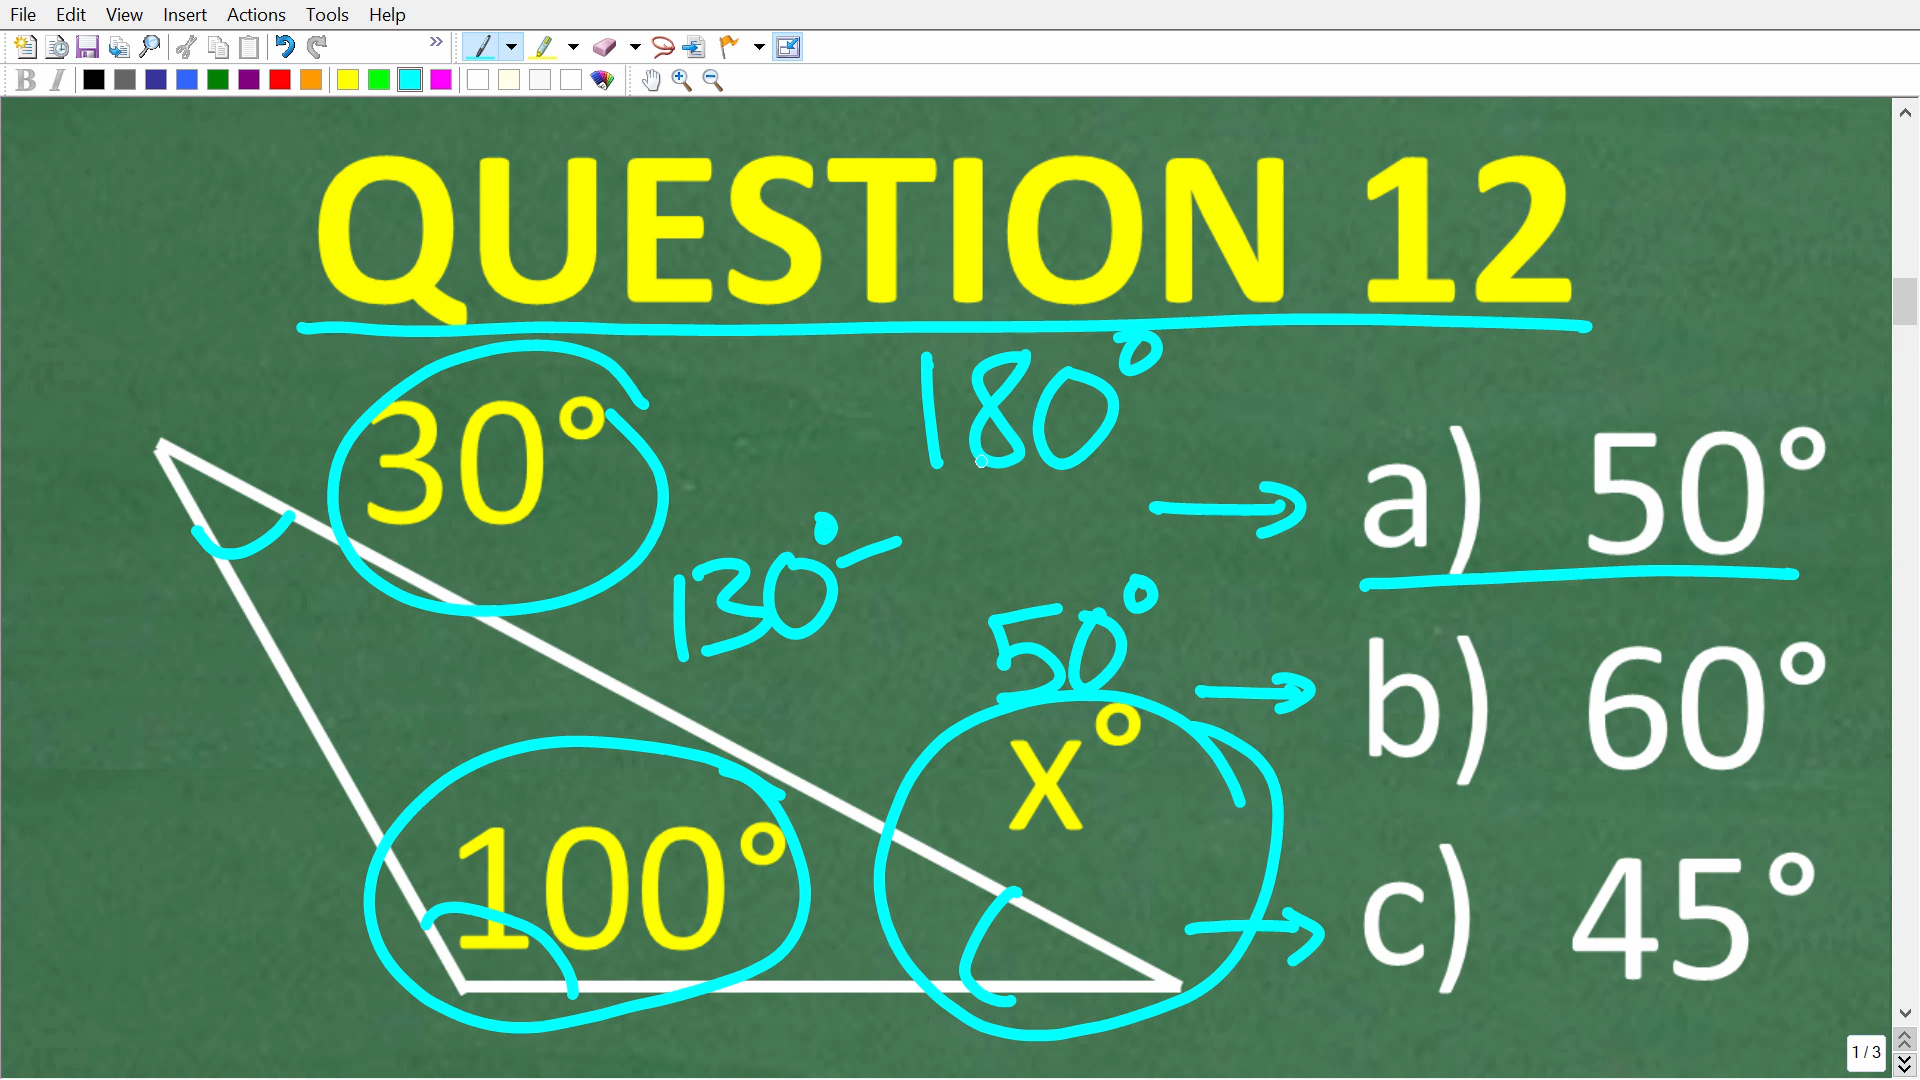 File Edit View Insert Actions Tools Help
B I
QUESTION 12
180°
30°
a) 50°
130°
50°
b) 60°
x°
100°
c) 45°
1 / 3